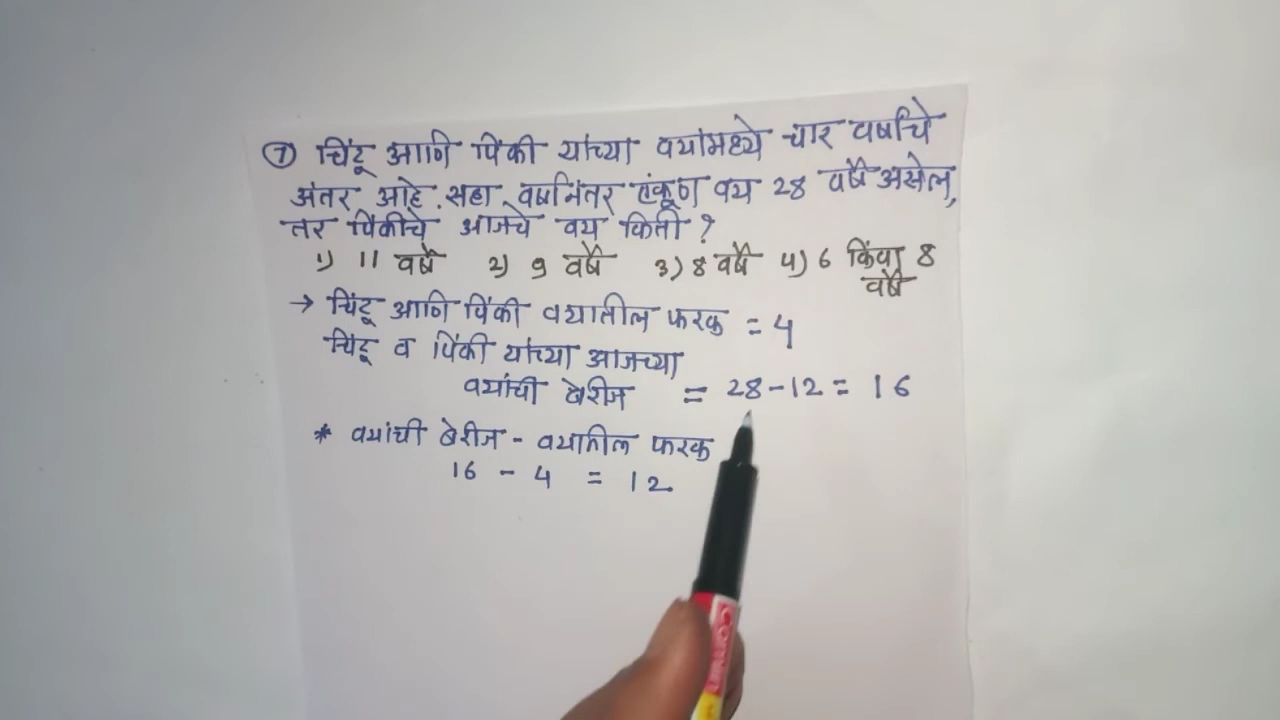 ७ चिंटू आणि पिंकी यांच्या वयांमध्ये चार वर्षांचे
अंतर आहे. सहा वर्षांनंतर एकूण वय 28 वर्षे असेल,
तर पिंकीचे आजचे वय किती?
1) 11 वर्षे 2) 9 वर्षे 3) 8 वर्षे 4) 6 किंवा 8
वर्षे
→ चिंटू आणि पिंकी वयातील फरक = 4
चिंटू व पिंकी यांच्या आजच्या
वयांची बेरीज = 28 - 12 = 16
* वयांची बेरीज - वयातील फरक
16 - 4 = 12